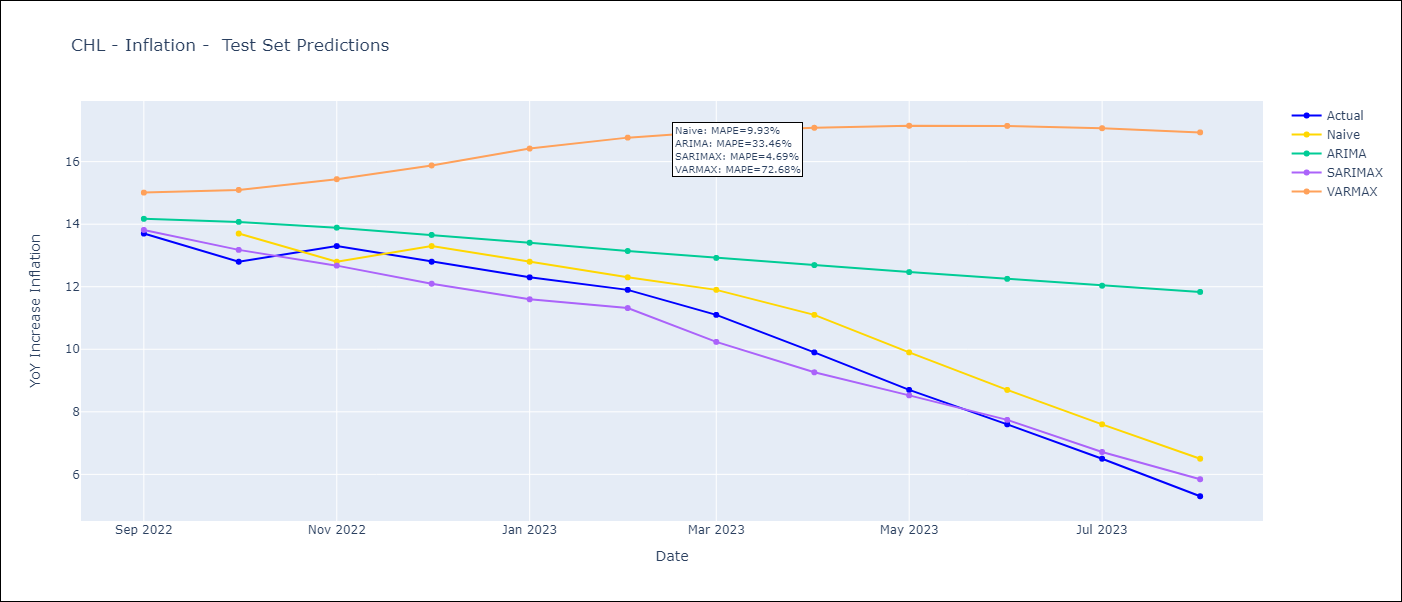 CHL - Inflation -  Test Set Predictions
Actual
Naive
ARIMA
SARIMAX
VARMAX
Naive: MAPE=9.93%
ARIMA: MAPE=33.46%
SARIMAX: MAPE=4.69%
VARMAX: MAPE=72.68%
YoY Increase Inflation
16
14
12
10
8
6
Sep 2022
Nov 2022
Jan 2023
Mar 2023
May 2023
Jul 2023
Date